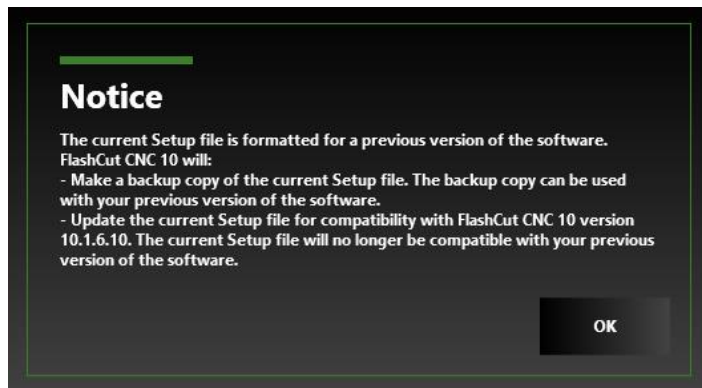 Notice
The current Setup file is formatted for a previous version of the software.
FlashCut CNC 10 will:
- Make a backup copy of the current Setup file. The backup copy can be used
with your previous version of the software.
- Update the current Setup file for compatibility with FlashCut CNC 10 version
10.1.6.10. The current Setup file will no longer be compatible with your previous
version of the software.
OK